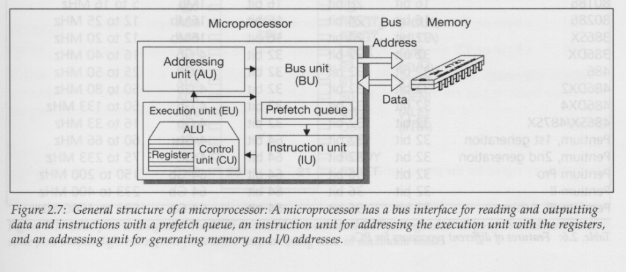 Microprocessor
Bus
Memory
Address
Addressing
unit (AU)
Bus unit
(BU)
Data
Prefetch queue
Execution unit (EU)
ALU
Register
Control
unit (CU)
Instruction unit
(IU)
Figure 2.7: General structure of a microprocessor: A microprocessor has a bus interface for reading and outputting
data and instructions with a prefetch queue, an instruction unit for addressing the execution unit with the registers,
and an addressing unit for generating memory and I/0 addresses.